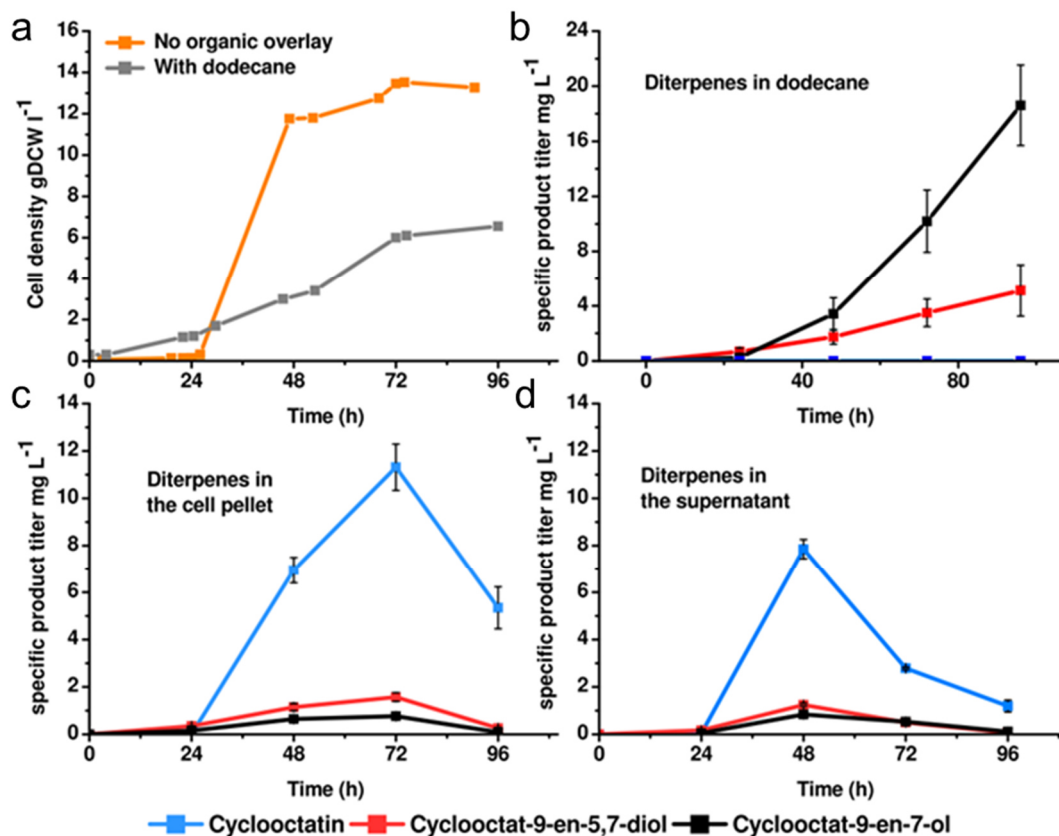 a
Cell density gDCW l⁻¹
16
14
12
10
8
6
4
2
0
No organic overlay
With dodecane
0 24 48 72 96
Time (h)
b
specific product titer mg L⁻¹
24
20
16
12
8
4
0
Diterpenes in dodecane
0 40 80
Time (h)
c
specific product titer mg L⁻¹
14
12
10
8
6
4
2
0
Diterpenes in
the cell pellet
0 24 48 72 96
Time (h)
d
specific product titer mg L⁻¹
14
12
10
8
6
4
2
0
Diterpenes in
the supernatant
0 24 48 72 96
Time (h)
Cyclooctatin Cyclooctat-9-en-5,7-diol Cyclooctat-9-en-7-ol